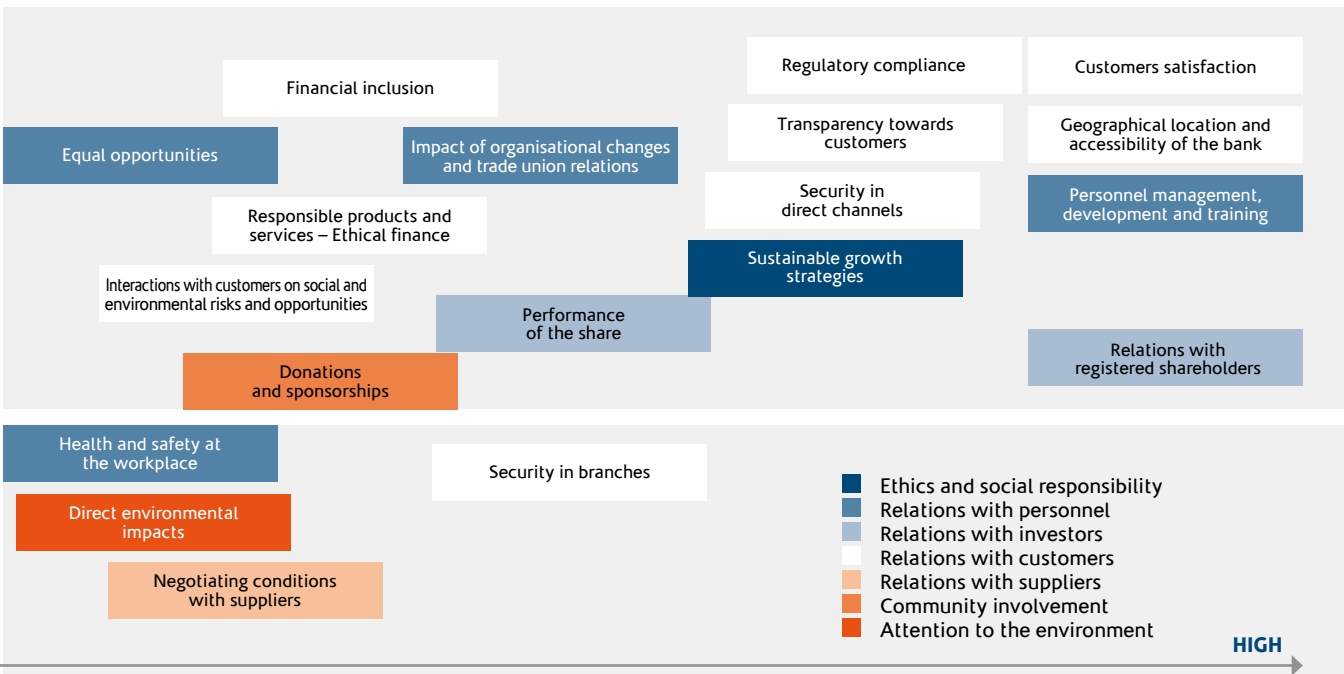 Regulatory compliance
Customers satisfaction
Financial inclusion
Transparency towards
customers
Geographical location and
accessibility of the bank
Equal opportunities
Impact of organisational changes
and trade union relations
Security in
direct channels
Personnel management,
development and training
Responsible products and
services – Ethical finance
Sustainable growth
strategies
Interactions with customers on social and
environmental risks and opportunities
Performance
of the share
Relations with
registered shareholders
Donations
and sponsorships
Health and safety at
the workplace
Security in branches
Direct environmental
impacts
Negotiating conditions
with suppliers
Ethics and social responsibility
Relations with personnel
Relations with investors
Relations with customers
Relations with suppliers
Community involvement
Attention to the environment
HIGH